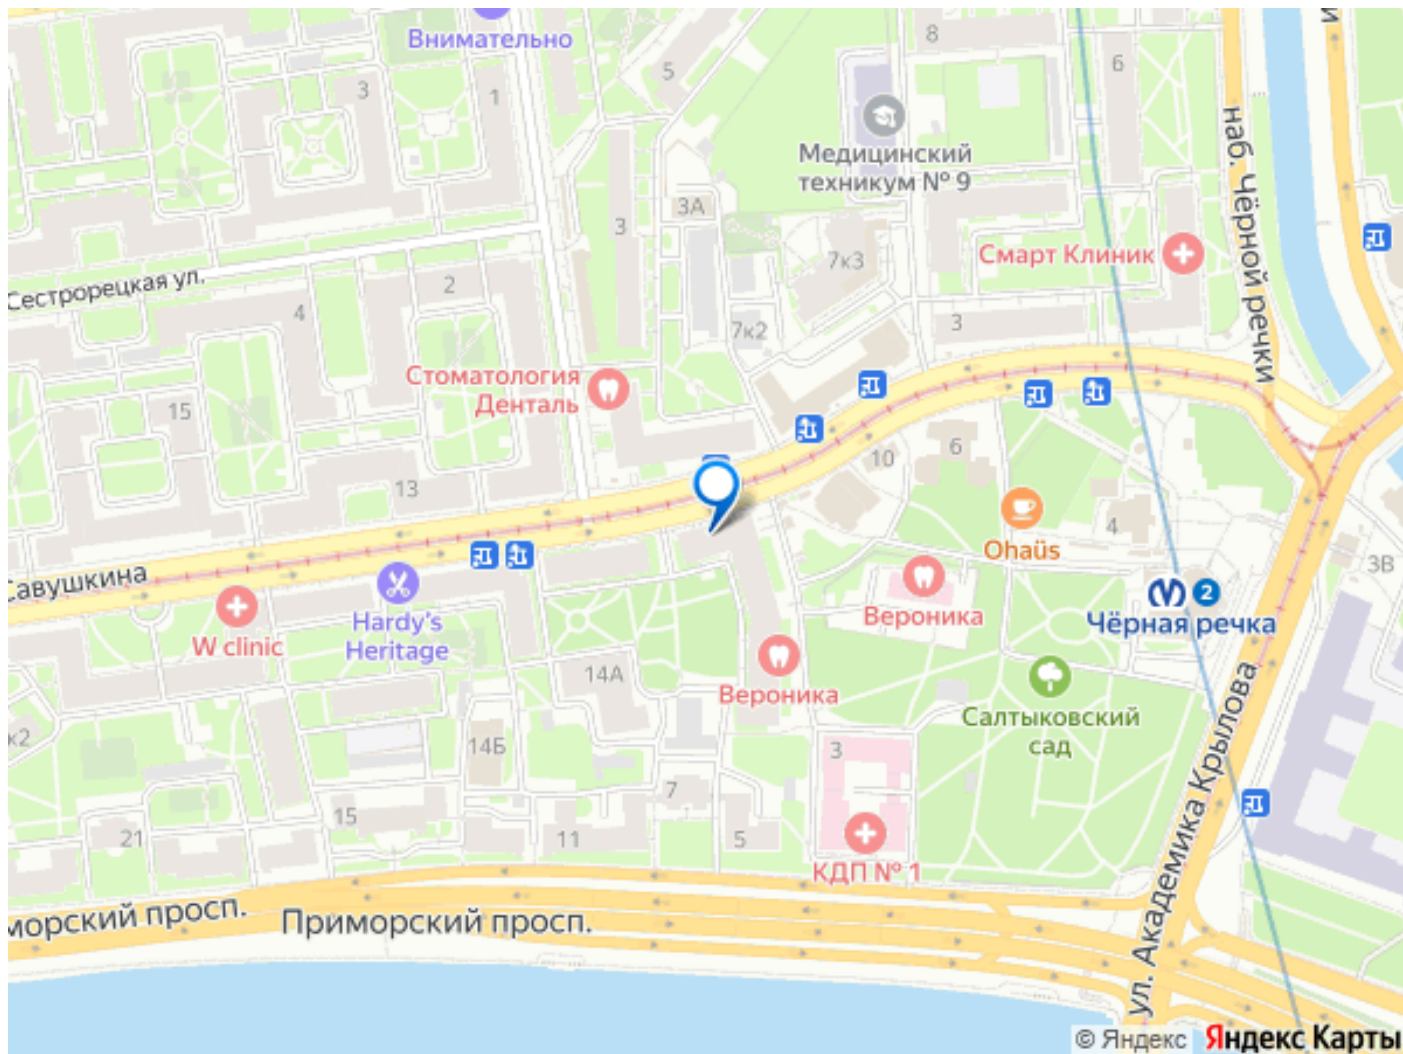 Внимательно
8
и
5
6
3
1
Медицинский
техникум № 9
наб. Чёрной речки
3А
3
7к3
Смарт Клиник
Сестрорецкая ул.
2
4
7к2
3
Стоматология
Денталь
15
6
10
13
4
Ohaüs
3В
Савушкина
2
Чёрная речка
Вероника
Hardy's
Heritage
W clinic
14А
Вероника
Салтыковский
сад
к2
14Б
3
7
15
21
11
5
КДП № 1
ул. Академика Крылова
морский просп.
Приморский просп.
© Яндекс Яндекс Карты